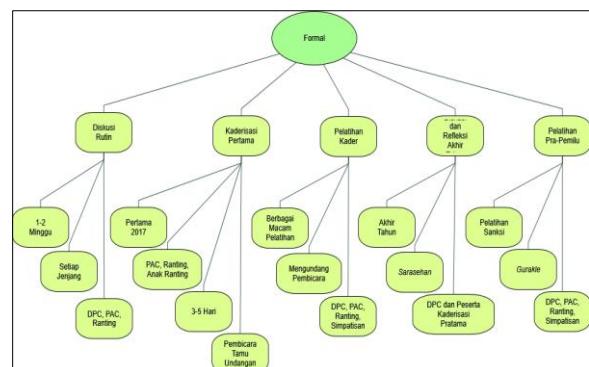 Formal
Diskusi
Rutin
Kaderisasi
Pertama
Pelatihan
Kader
dan
Refleksi
Akhir
Pelatihan
Pra-Pemilu
1-2
Minggu
Setiap
Jenjang
DPC, PAC,
Ranting
Pertama
2017
PAC, Ranting,
Anak Ranting
3-5 Hari
Pembicara
Tamu
Undangan
Berbagai
Macam
Pelatihan
Mengundang
Pembicara
DPC, PAC,
Ranting,
Simpatisan
Akhir
Tahun
Sarasehan
DPC dan Peserta
Kaderisasi
Pratama
Pelatihan
Sanksi
Gurakle
DPC, PAC,
Ranting,
Simpatisan